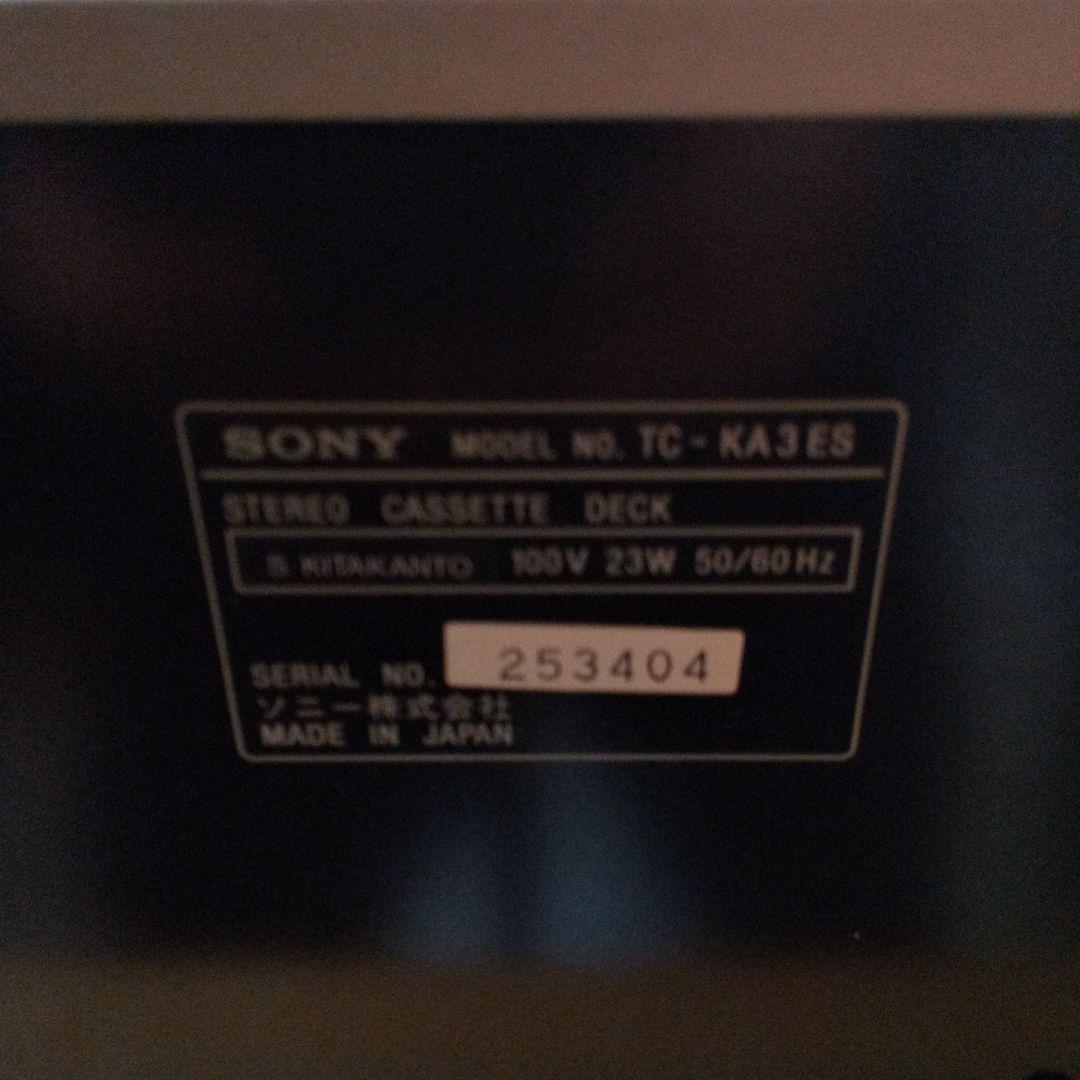 SONY MODEL NO. TC-KA3ES
STEREO CASSETTE DECK
S KITAKANTO 100V 23W 50/60Hz
SERIAL NO. 253404
ソニー株式会社
MADE IN JAPAN